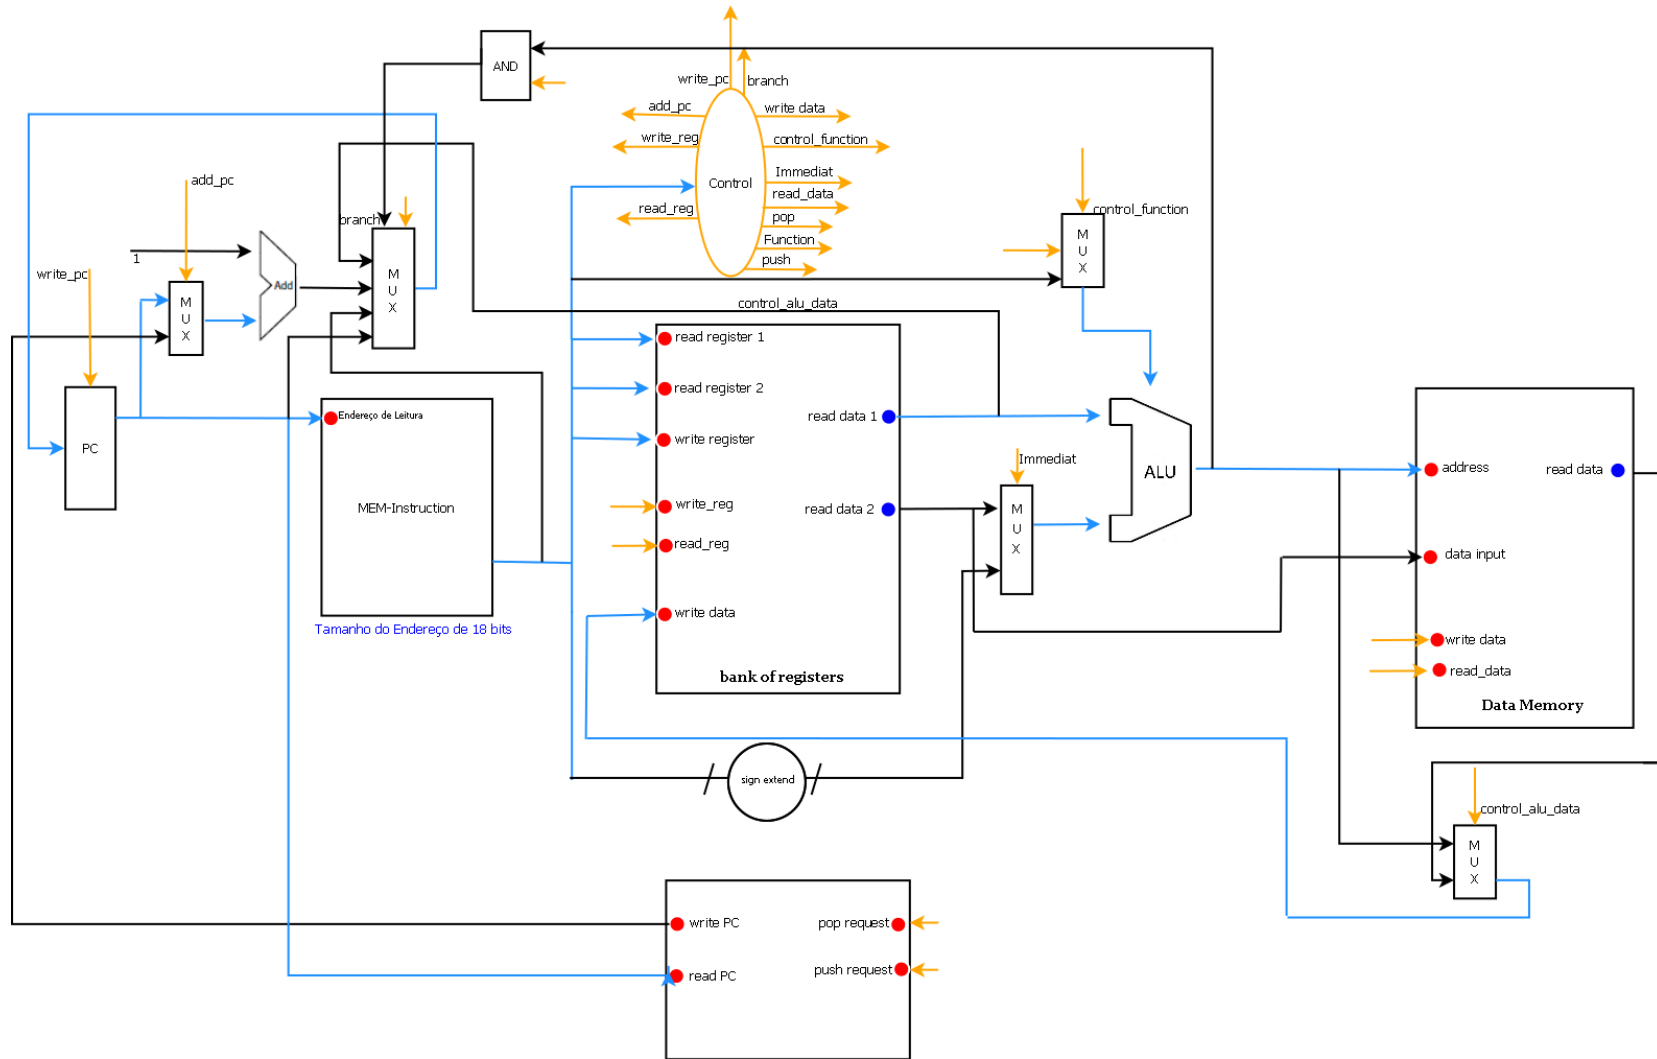 AND
write_pc
branch
add_pc
write data
write_reg
control_function
Control
Immediat
read_data
read_reg
pop
Function
push
add_pc
branch
control_function
M
U
X
1
write_pc
Add
M
U
X
M
U
X
control_alu_data
read register 1
read register 2
Endereço de Leitura
read data 1
write register
PC
Immediat
ALU
address
read data
MEM-Instruction
write_reg
read data 2
M
U
X
read_reg
data input
write data
Tamanho do Endereço de 18 bits
write data
read_data
bank of registers
Data Memory
sign extend
control_alu_data
M
U
X
write PC
pop request
read PC
push request